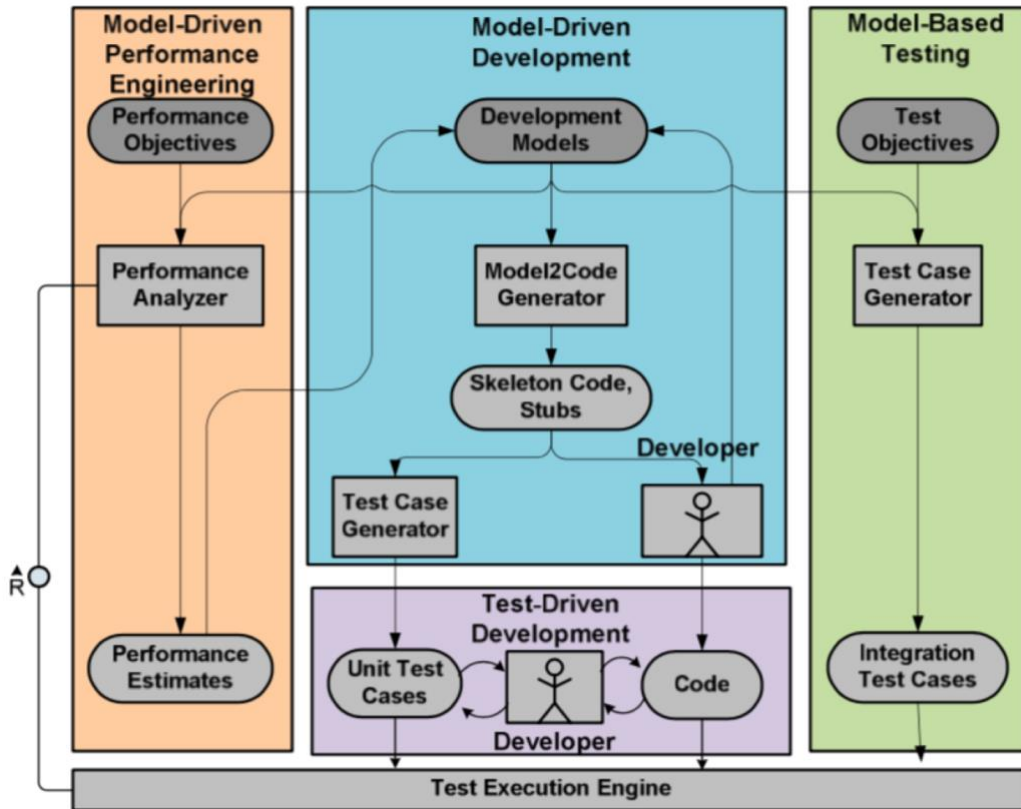 Model-Driven
Performance
Engineering
Model-Driven
Development
Model-Based
Testing
Performance
Objectives
Development
Models
Test
Objectives
Performance
Analyzer
Model2Code
Generator
Test Case
Generator
Skeleton Code,
Stubs
Developer
Test Case
Generator
R
Test-Driven
Development
Performance
Estimates
Unit Test
Cases
Code
Integration
Test Cases
Developer
Test Execution Engine